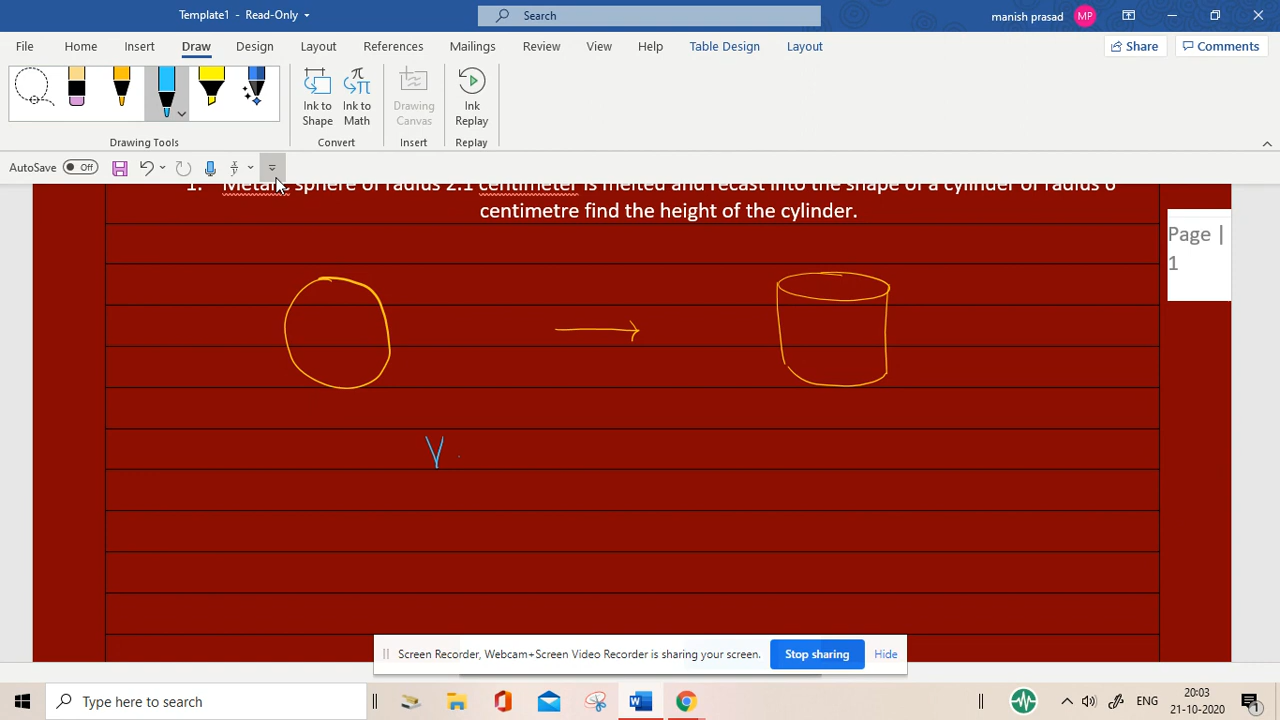 Template1 - Read-Only
Search
manish prasad
MP
File
Home
Insert
Draw
Design
Layout
References
Mailings
Review
View
Help
Table Design
Layout
Share
Comments
Ink to Shape
Ink to Math
Drawing Canvas
Ink Replay
Drawing Tools
Convert
Insert
Replay
AutoSave
Off
1. sphere of radius 2.1 centimeter is melted and recast into the shape of a cylinder of radius 6
centimetre find the height of the cylinder.
Page |
1
V
Screen Recorder, Webcam+Screen Video Recorder is sharing your screen.
Stop sharing
Hide
Type here to search
ENG
20:03
21-10-2020
1